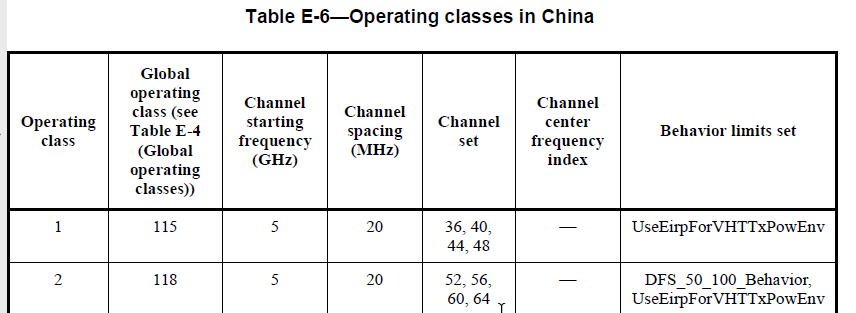 Table E-6—Operating classes in China
Operating
class
Global
operating
class (see
Table E-4
(Global
operating
classes))
Channel
starting
frequency
(GHz)
Channel
spacing
(MHz)
Channel
set
Channel
center
frequency
index
Behavior limits set
1
115
5
20
36, 40,
44, 48
—
UseEirpForVHTTxPowEnv
2
118
5
20
52, 56,
60, 64
—
DFS_50_100_Behavior,
UseEirpForVHTTxPowEnv